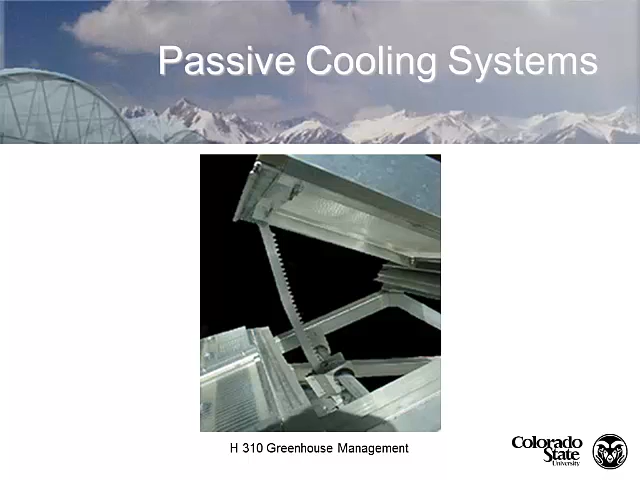 Passive Cooling Systems
H 310 Greenhouse Management
Colorado
State
University